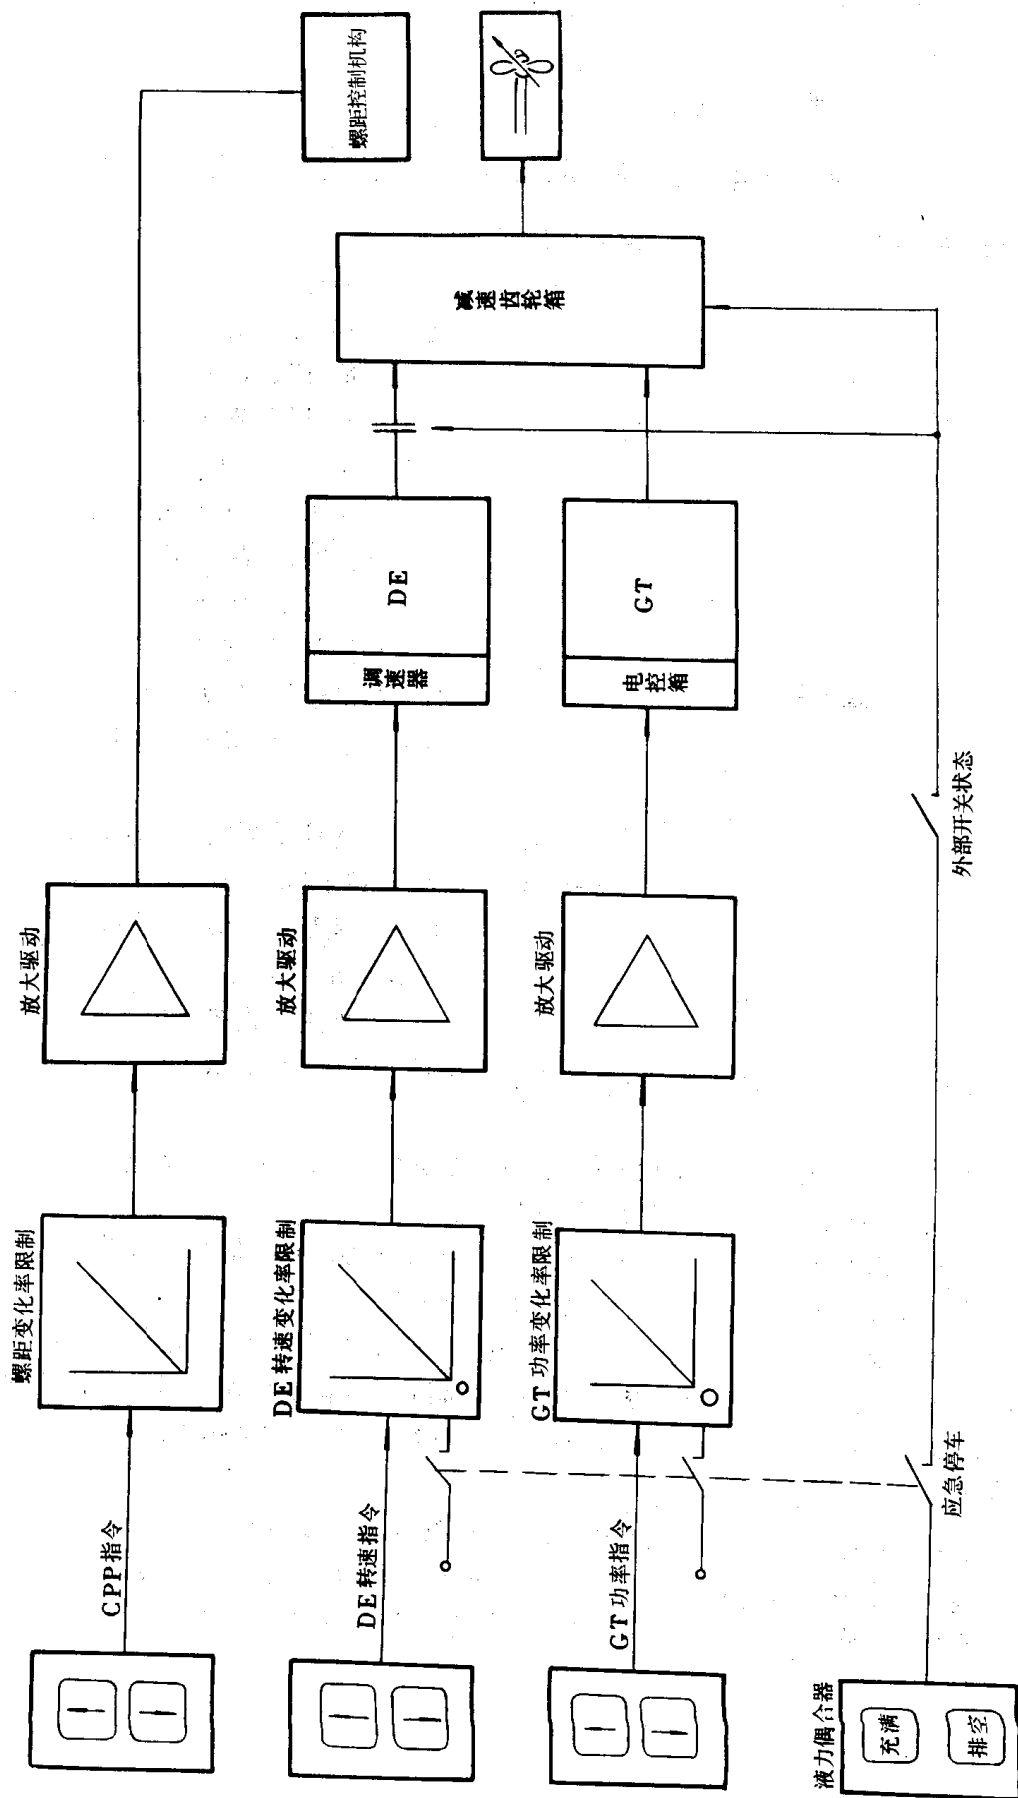 CPP指令
螺距变化率限制
放大驱动
螺距控制机构
DE 转速指令
DE 转速变化率限制
放大驱动
调速器
DE
减速齿轮箱
GT 功率指令
GT 功率变化率限制
放大驱动
电控箱
GT
液力偶合器
充满
排空
应急停车
外部开关状态